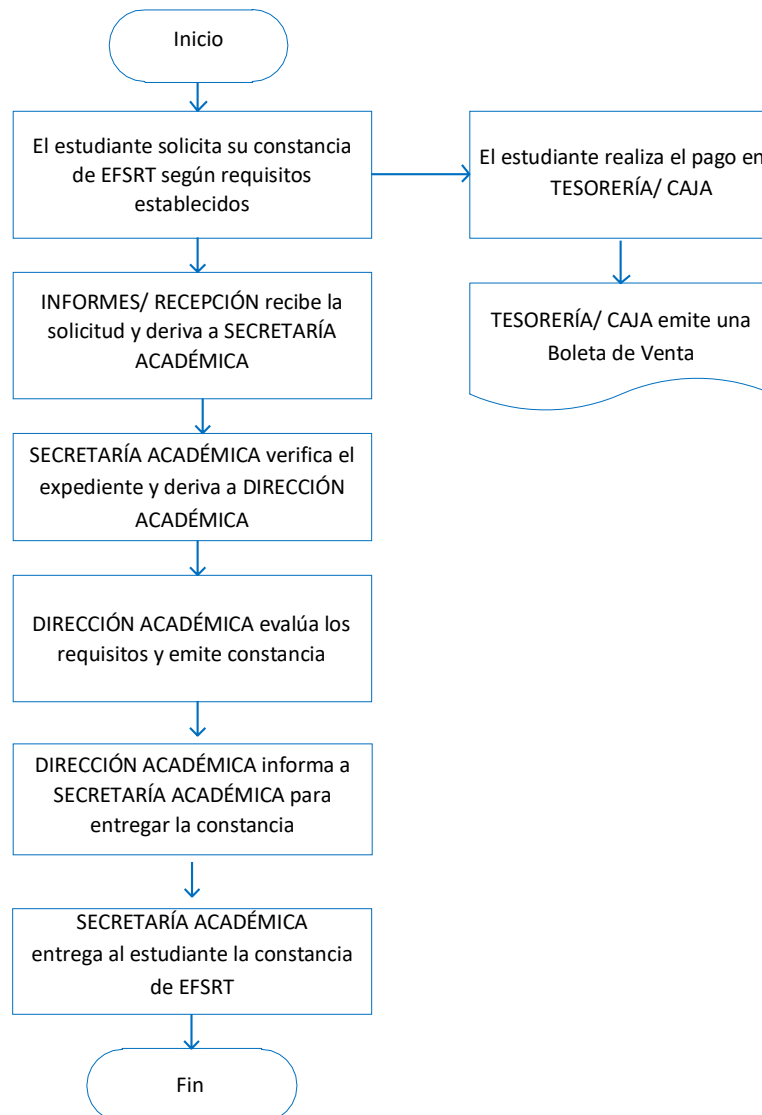 Inicio
El estudiante solicita su constancia
de EFSRT según requisitos
establecidos
El estudiante realiza el pago en
TESORERÍA/ CAJA
INFORMES/ RECEPCIÓN recibe la
solicitud y deriva a SECRETARÍA
ACADÉMICA
TESORERÍA/ CAJA emite una
Boleta de Venta
SECRETARÍA ACADÉMICA verifica el
expediente y deriva a DIRECCIÓN
ACADÉMICA
DIRECCIÓN ACADÉMICA evalúa los
requisitos y emite constancia
DIRECCIÓN ACADÉMICA informa a
SECRETARÍA ACADÉMICA para
entregar la constancia
SECRETARÍA ACADÉMICA
entrega al estudiante la constancia
de EFSRT
Fin